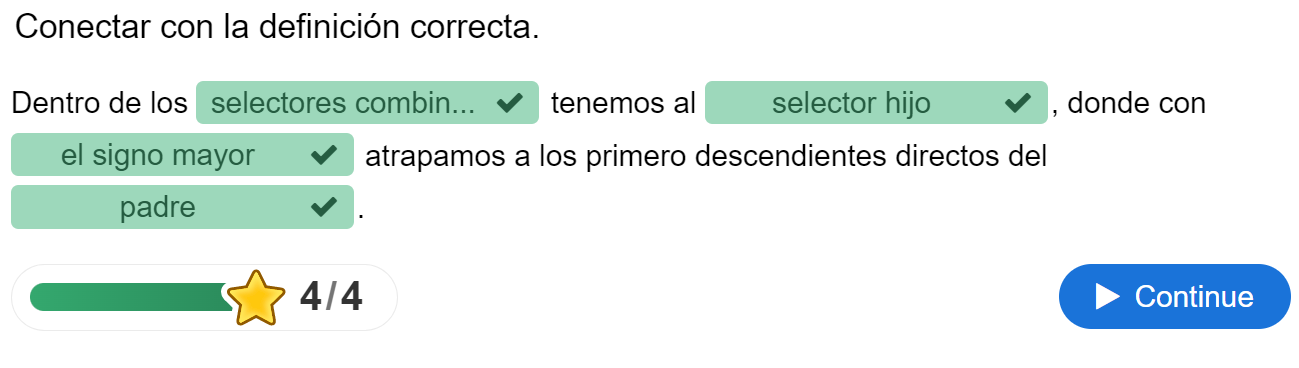 Conectar con la definición correcta.
Dentro de los selectores combin... tenemos al selector hijo , donde con
el signo mayor atrapamos a los primero descendientes directos del
padre .
4/4
Continue